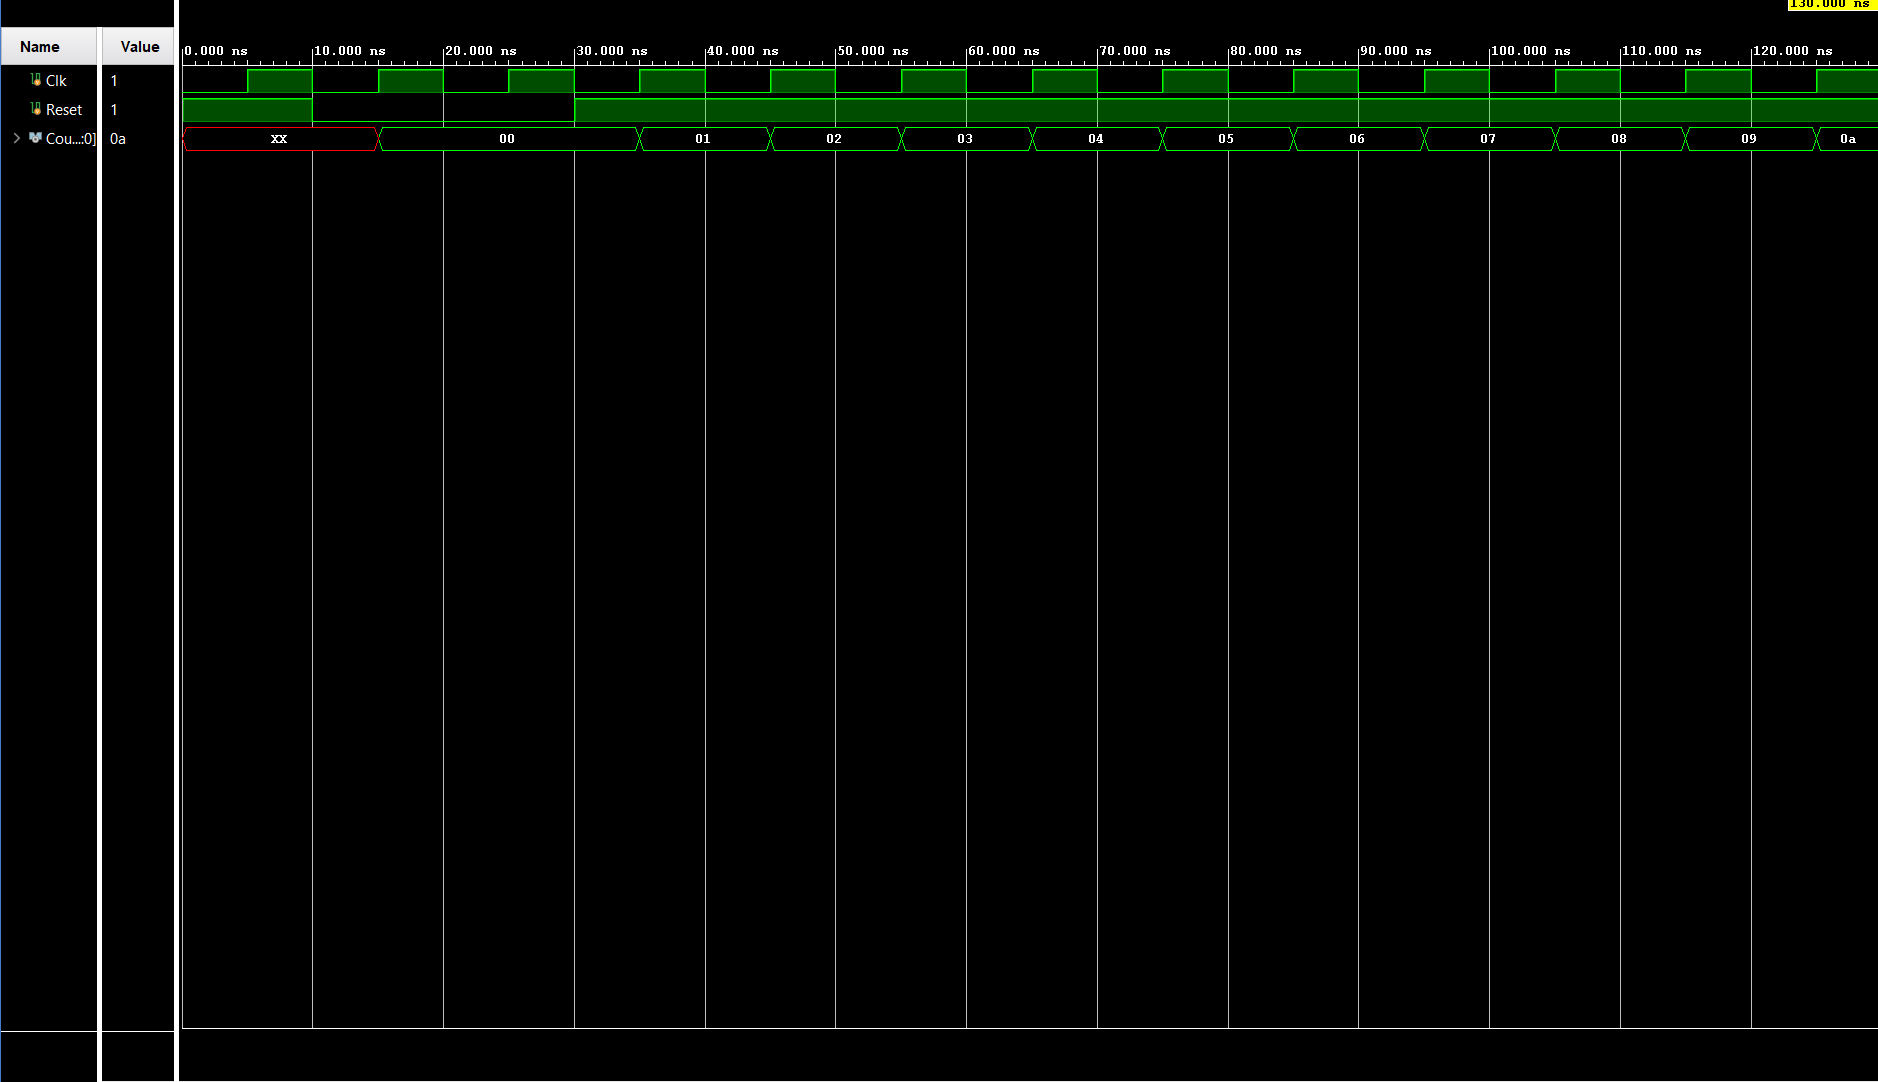 130.000 ns
Name Value
0.000 ns 10.000 ns 20.000 ns 30.000 ns 40.000 ns 50.000 ns 60.000 ns 70.000 ns 80.000 ns 90.000 ns 100.000 ns 110.000 ns 120.000 ns
Clk 1
Reset 1
Cou...:0] 0a XX 00 01 02 03 04 05 06 07 08 09 0a